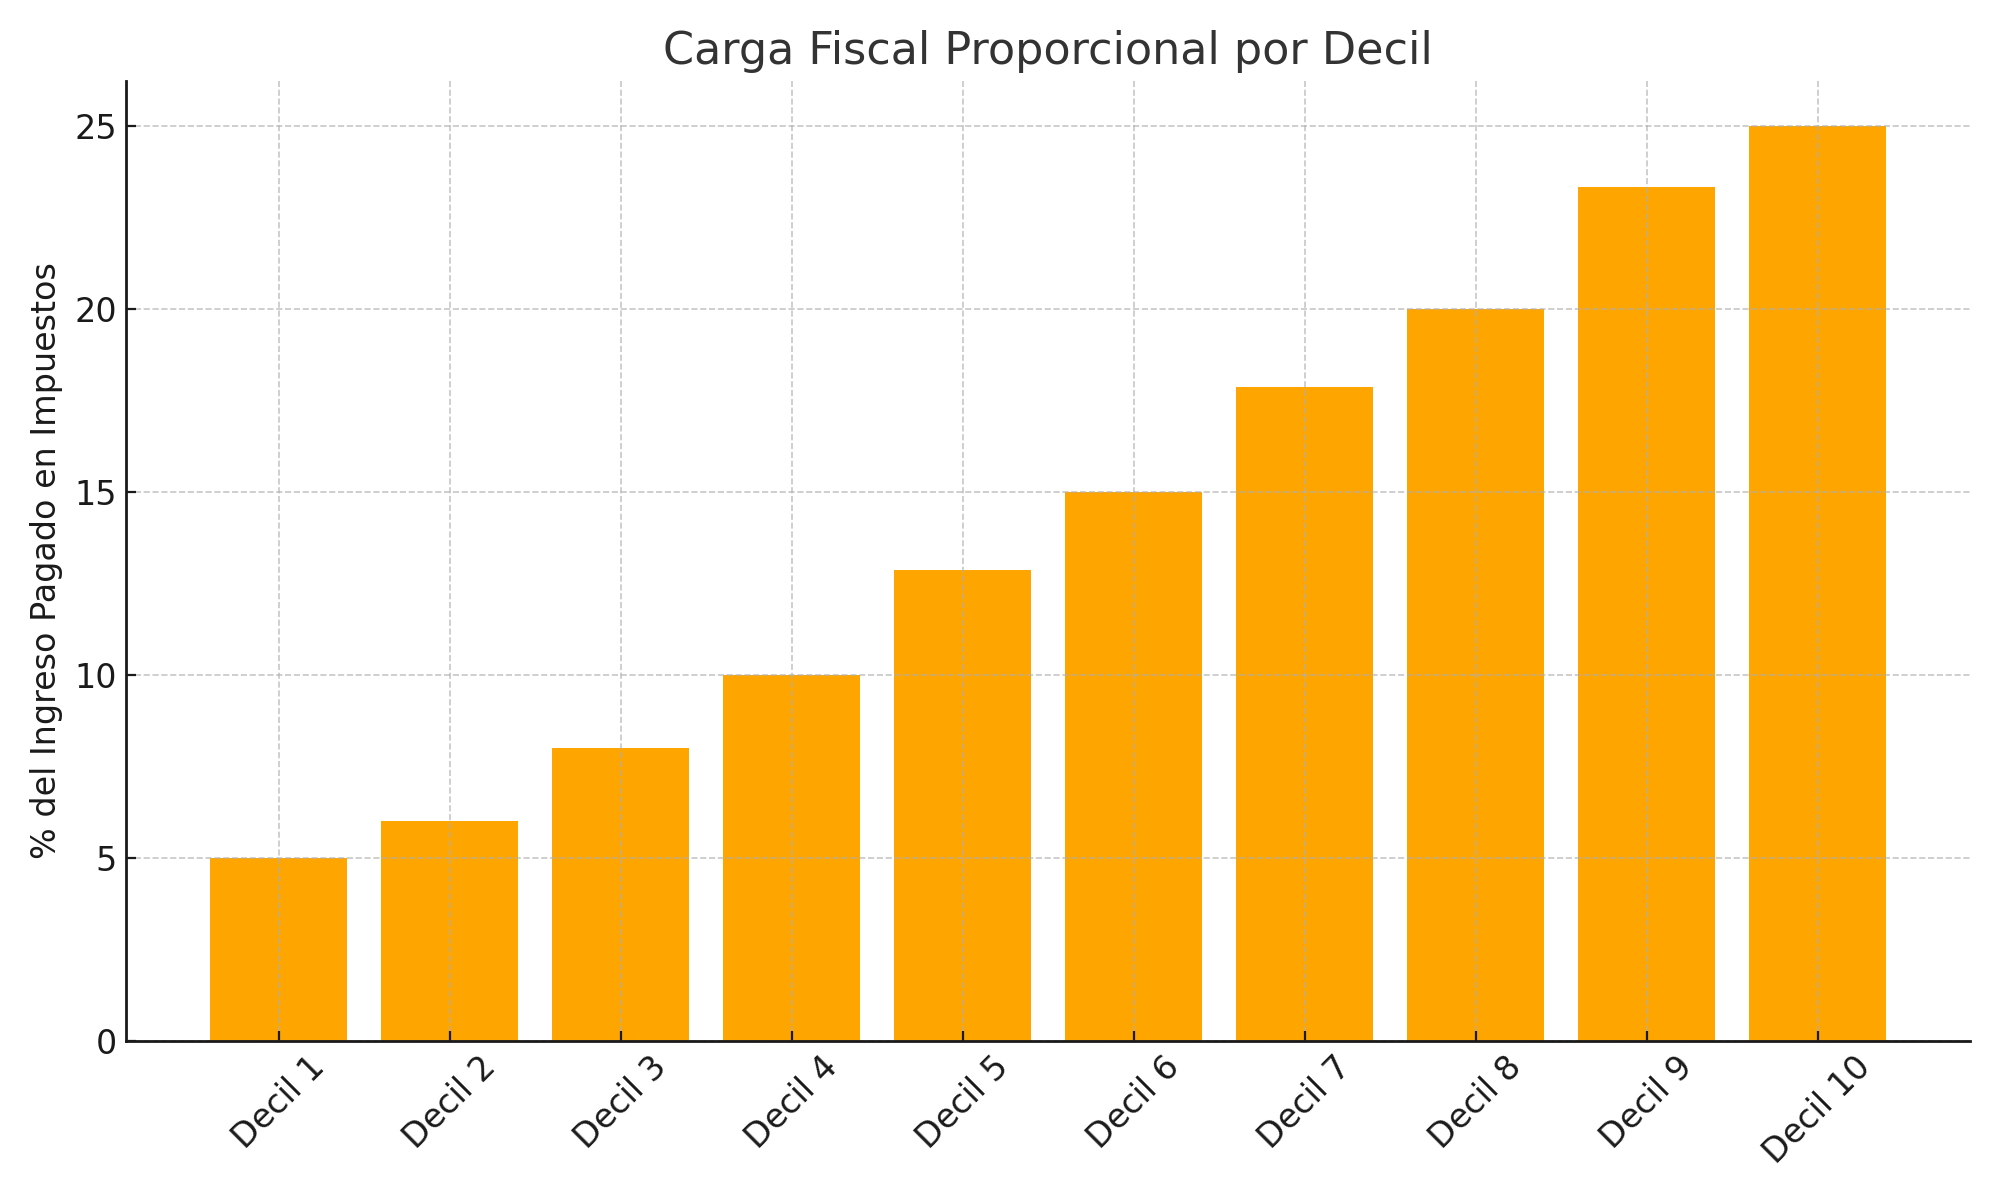 Carga Fiscal Proporcional por Decil
% del Ingreso Pagado en Impuestos
25
20
15
10
5
0
Decil 1
Decil 2
Decil 3
Decil 4
Decil 5
Decil 6
Decil 7
Decil 8
Decil 9
Decil 10